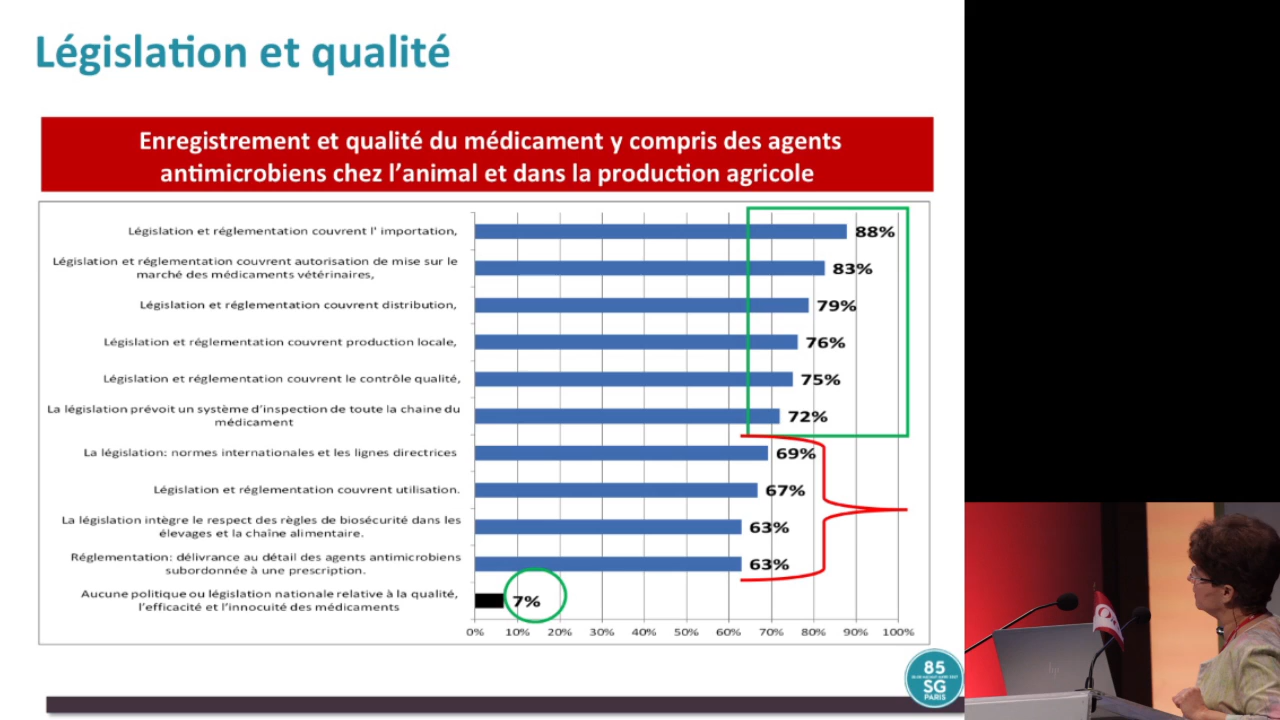 Législation et qualité
Enregistrement et qualité du médicament y compris des agents
antimicrobiens chez l'animal et dans la production agricole
Législation et réglementation couvrent l' importation,
88%
Législation et réglementation couvrent autorisation de mise sur le
marché des médicaments vétérinaires,
83%
Législation et réglementation couvrent distribution,
79%
Législation et réglementation couvrent production locale,
76%
Législation et réglementation couvrent le contrôle qualité,
75%
La législation prévoit un système d'inspection de toute la chaine du
médicament
72%
La législation: normes internationales et les lignes directrices
69%
Législation et réglementation couvrent utilisation.
67%
La législation intègre le respect des règles de biosécurité dans les
élevages et la chaîne alimentaire.
63%
Réglementation: délivrance au détail des agents antimicrobiens
subordonnée à une prescription.
63%
Aucune politique ou législation nationale relative à la qualité,
l'efficacité et l'innocuité des médicaments
7%
0% 10% 20% 30% 40% 50% 60% 70% 80% 90% 100%
85
SG
PARIS